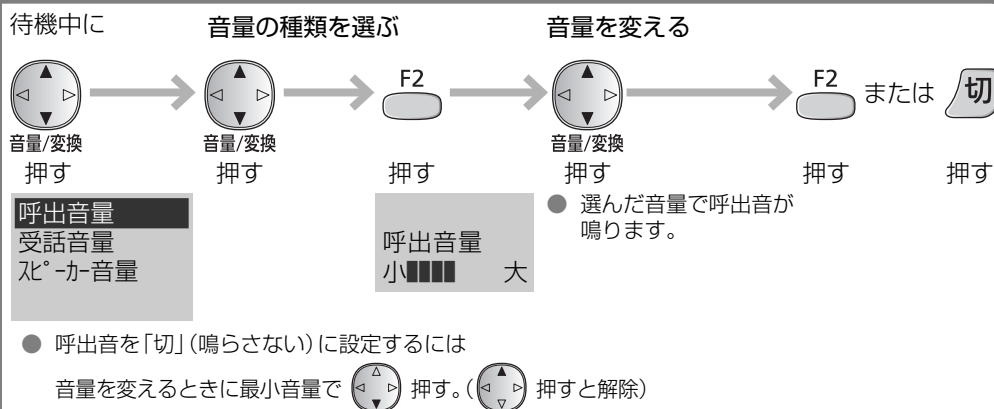 待機中に 音量の種類を選ぶ 音量を変える
F2 F2 または 切
音量/変換 音量/変換 音量/変換
押す 押す 押す 押す 押す 押す
呼出音量
受話音量
ｽﾋﾟｰｶｰ音量
呼出音量
小 大
● 選んだ音量で呼出音が
鳴ります。
● 呼出音を「切」(鳴らさない)に設定するには
音量を変えるときに最小音量で 押す。( 押すと解除)